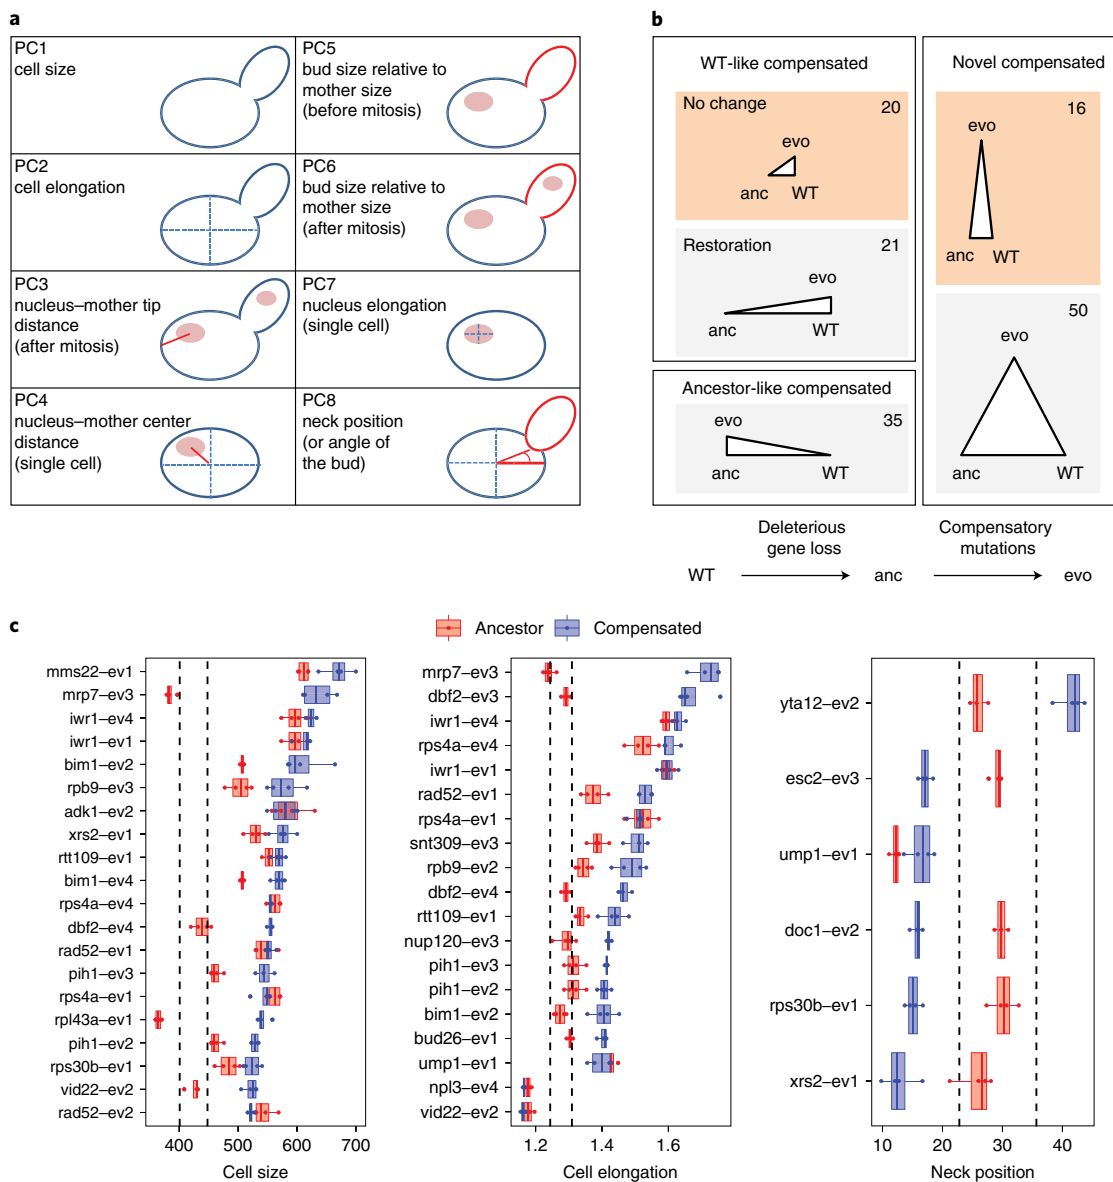 a
PC1
cell size
PC5
bud size relative to
mother size
(before mitosis)
PC2
cell elongation
PC6
bud size relative to
mother size
(after mitosis)
PC3
nucleus–mother tip
distance
(after mitosis)
PC7
nucleus elongation
(single cell)
PC4
nucleus–mother center
distance
(single cell)
PC8
neck position
(or angle of
the bud)
b
WT-like compensated
No change
20
evo
anc WT
Restoration
21
evo
anc WT
Ancestor-like compensated
35
evo
anc WT
Novel compensated
16
evo
anc WT
50
evo
anc WT
Deleterious
gene loss
Compensatory
mutations
WT anc evo
c
Ancestor Compensated
mms22–ev1
mrp7–ev3
iwr1–ev4
iwr1–ev1
bim1–ev2
rpb9–ev3
adk1–ev2
xrs2–ev1
rtt109–ev1
bim1–ev4
rps4a–ev4
dbf2–ev4
rad52–ev1
pih1–ev3
rps4a–ev1
rpl43a–ev1
pih1–ev2
rps30b–ev1
vid22–ev2
rad52–ev2
400 500 600 700
Cell size
mrp7–ev3
dbf2–ev3
iwr1–ev4
rps4a–ev4
iwr1–ev1
rad52–ev1
rps4a–ev1
snt309–ev3
rpb9–ev2
dbf2–ev4
rtt109–ev1
nup120–ev3
pih1–ev3
pih1–ev2
bim1–ev2
bud26–ev1
ump1–ev1
npl3–ev4
vid22–ev2
1.2 1.4 1.6
Cell elongation
yta12–ev2
esc2–ev3
ump1–ev1
doc1–ev2
rps30b–ev1
xrs2–ev1
10 20 30 40
Neck position